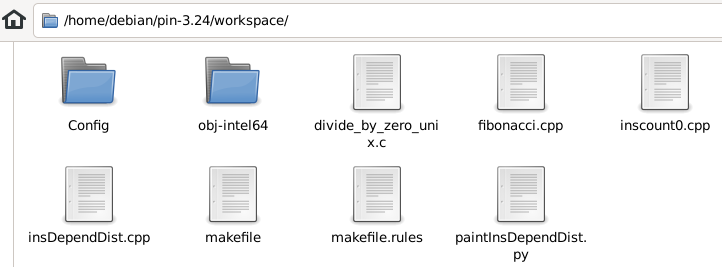 /home/debian/pin-3.24/workspace/
Config
obj-intel64
divide_by_zero_uni
x.c
fibonacci.cpp
inscount0.cpp
insDependDist.cpp
makefile
makefile.rules
paintInsDependDist.
py